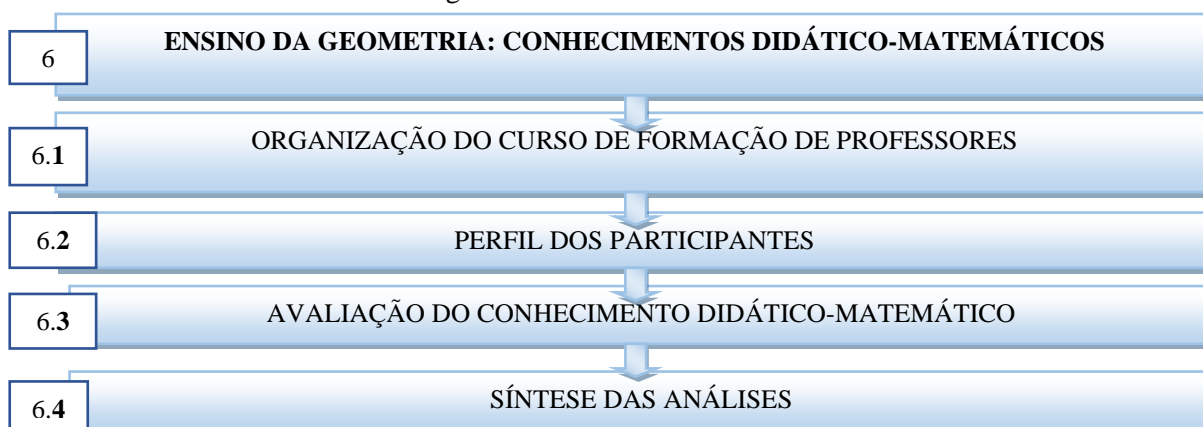 6
ENSINO DA GEOMETRIA: CONHECIMENTOS DIDÁTICO-MATEMÁTICOS
6.1
ORGANIZAÇÃO DO CURSO DE FORMAÇÃO DE PROFESSORES
6.2
PERFIL DOS PARTICIPANTES
6.3
AVALIAÇÃO DO CONHECIMENTO DIDÁTICO-MATEMÁTICO
6.4
SÍNTESE DAS ANÁLISES